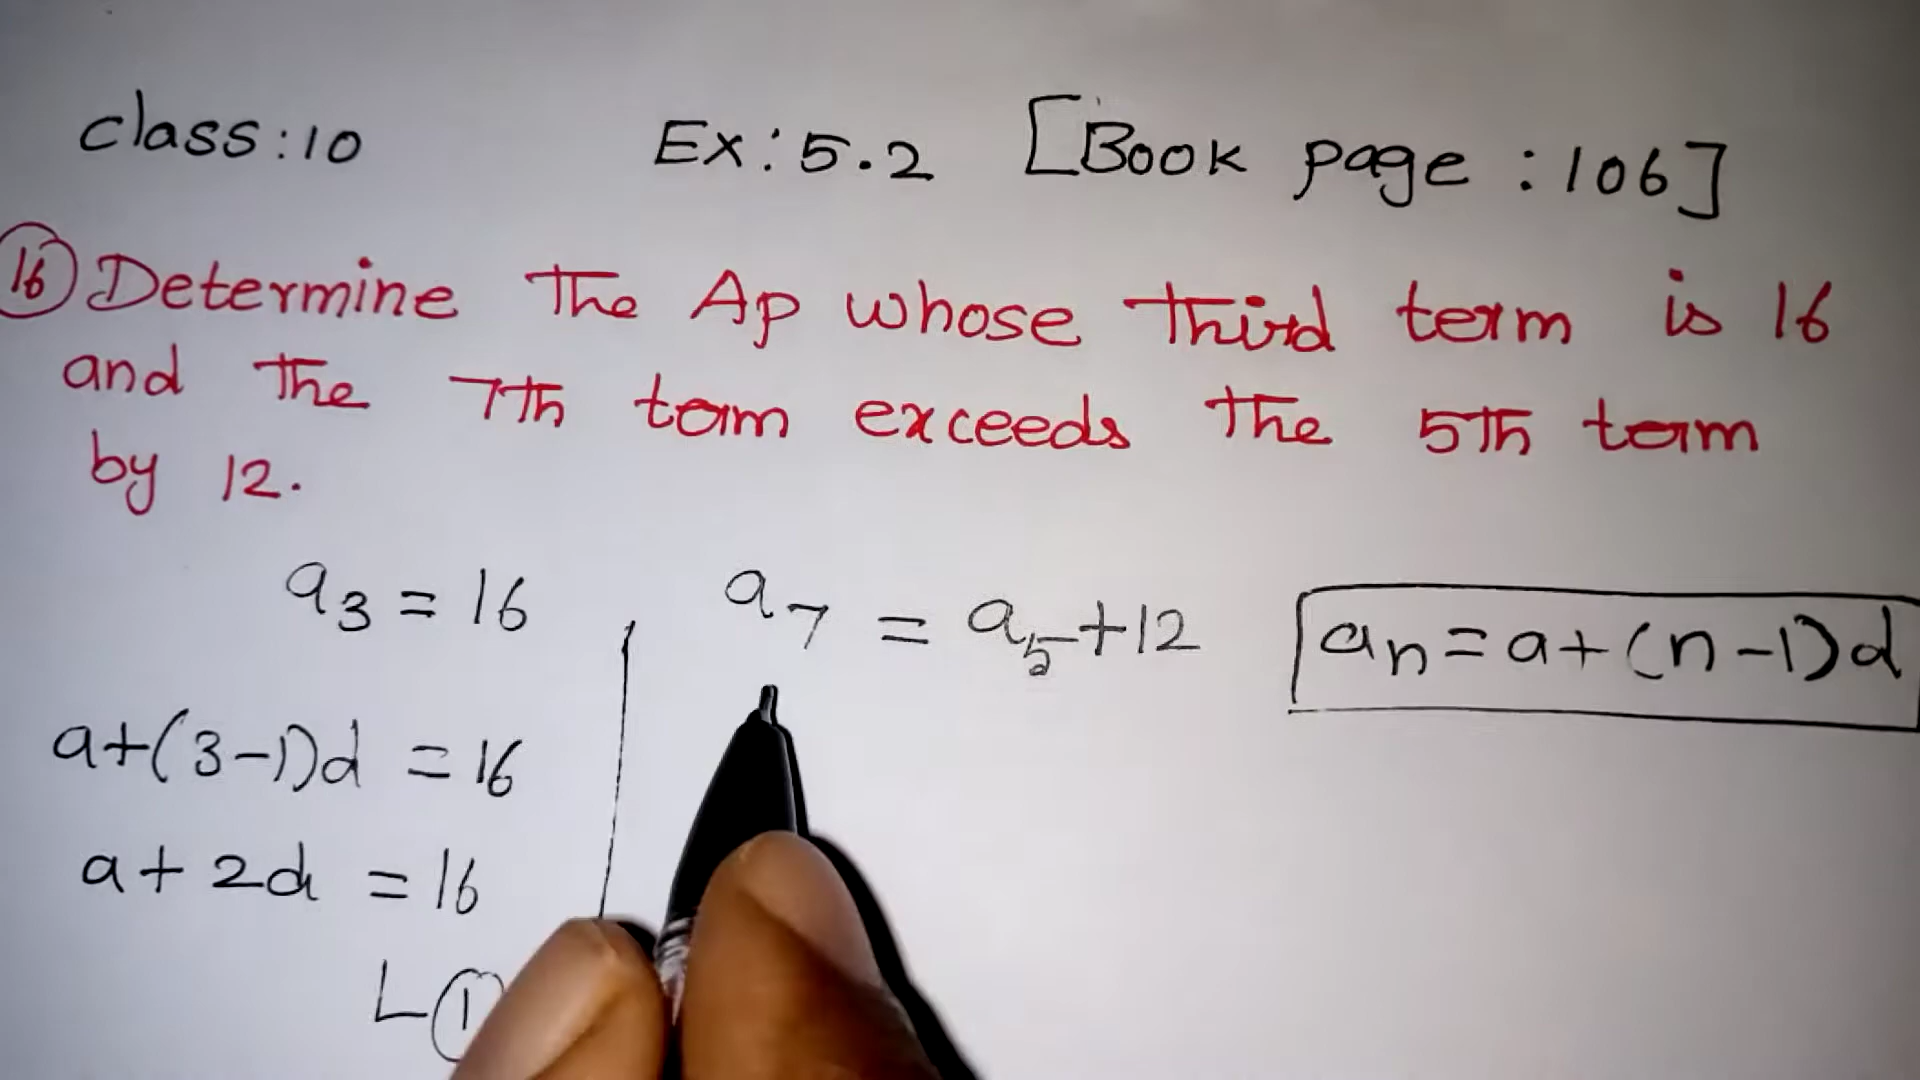 class:10 Ex:5.2 [Book page:106]
16 Determine the Ap whose third term is 16
and the 7th term exceeds the 5th term
by 12.
a₃ = 16
a₇ = a₅+12
aₙ = a+(n-1)d
a+(3-1)d = 16
a+2d = 16
1